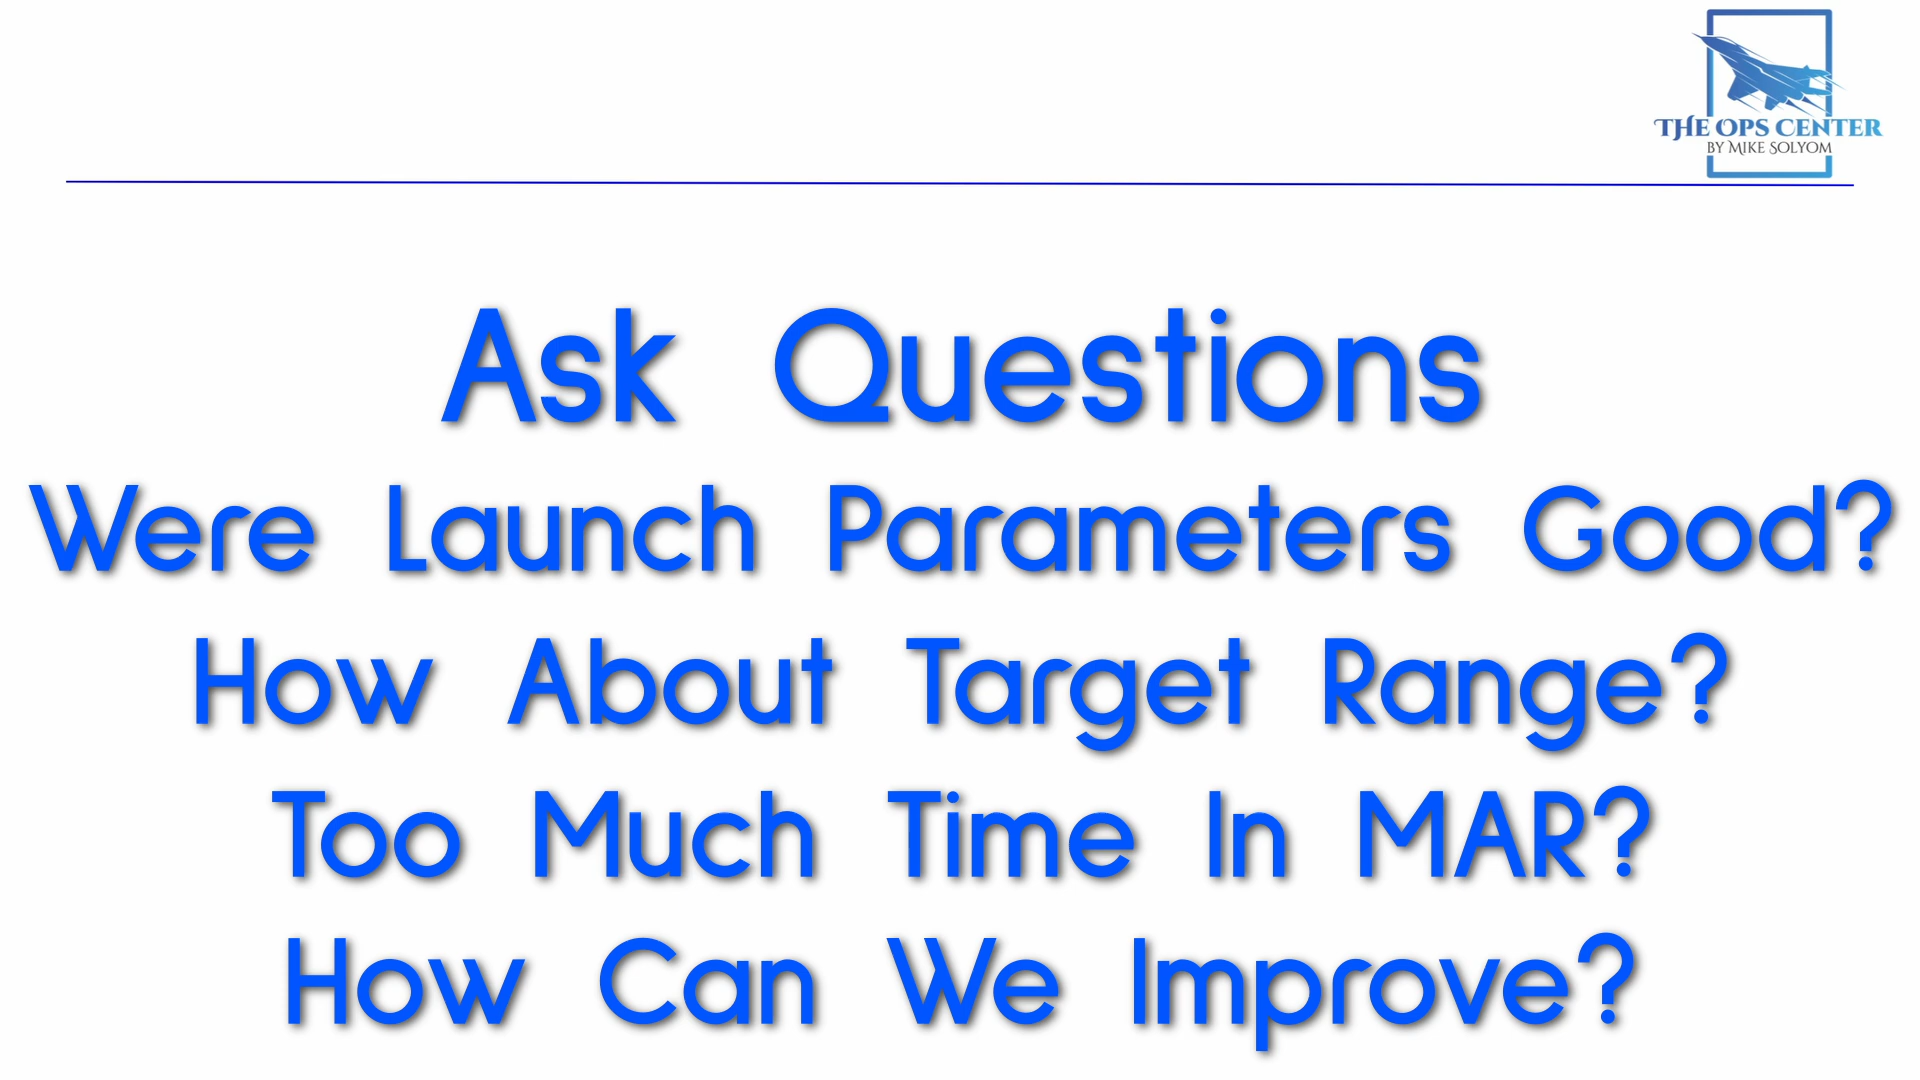 THE OPS CENTER
BY MIKE SOLYOM
Ask Questions
Were Launch Parameters Good?
How About Target Range?
Too Much Time In MAR?
How Can We Improve?